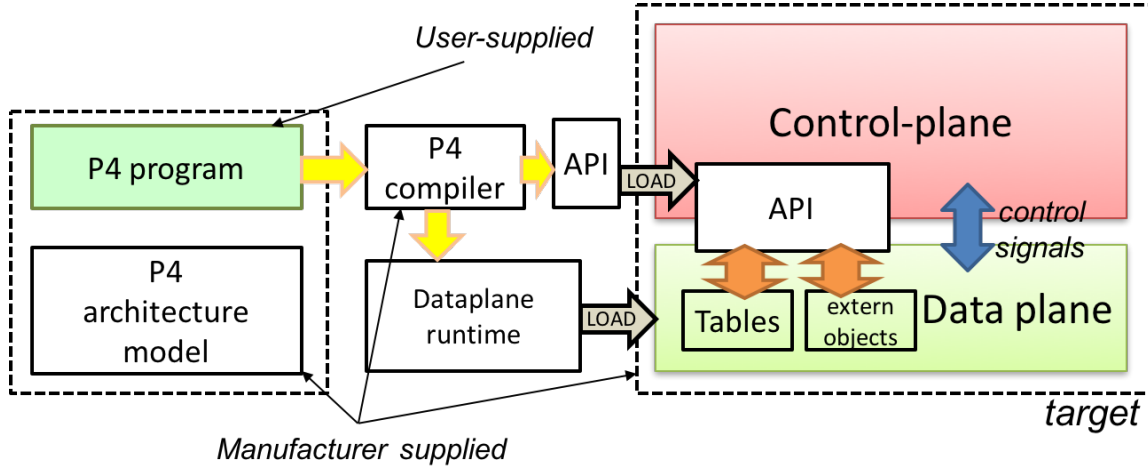 User-supplied
P4 program
P4
compiler
API
LOAD
Control-plane
API
control
signals
P4
architecture
model
Dataplane
runtime
LOAD
Tables
extern
objects
Data plane
target
Manufacturer supplied